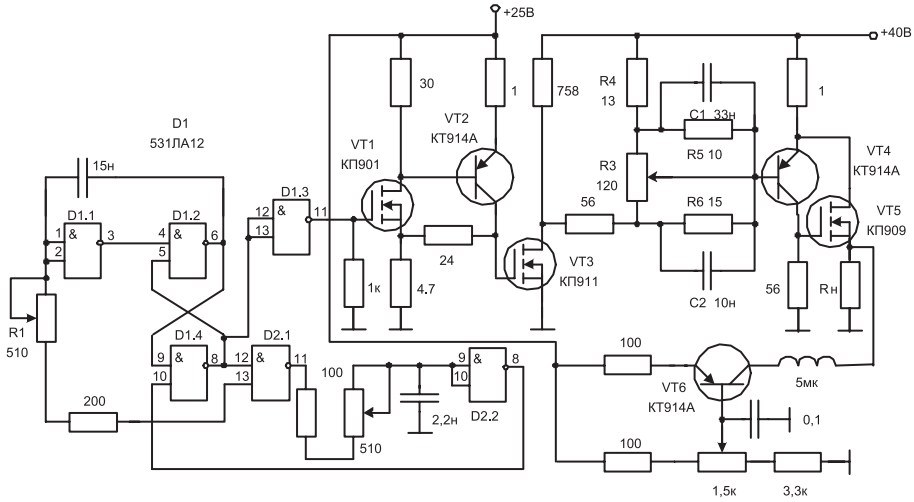 +25В
+40В
30
1
758
R4
13
C1 33н
R5 10
1
D1
531ЛА12
VT1
КП901
VT2
КТ914А
VT4
КТ914А
15н
R3
120
D1.1
D1.2
D1.3
12
13
&
11
R6 15
VT5
КП909
1
2
&
3
4
5
&
6
56
24
VT3
КП911
1к
4.7
C2 10н
56
Rн
R1
510
D1.4
D2.1
9
10
&
8
12
13
&
11
100
9
10
&
8
100
VT6
КТ914А
5мк
200
510
2,2н
D2.2
0,1
100
1,5к
3,3к